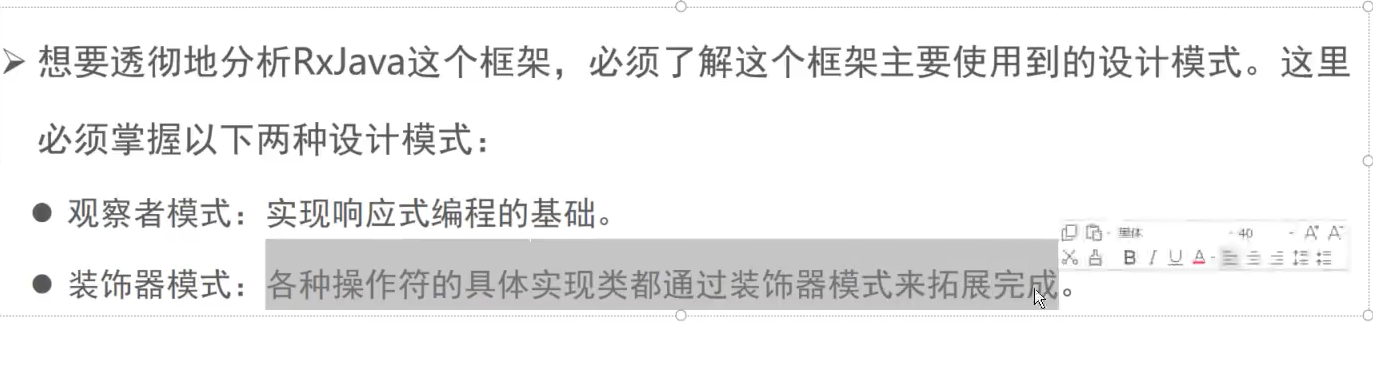 想要透彻地分析RxJava这个框架，必须了解这个框架主要使用到的设计模式。这里
必须掌握以下两种设计模式：
观察者模式：实现响应式编程的基础。
黑体 40 A A
B I U A
装饰器模式：各种操作符的具体实现类都通过装饰器模式来拓展完成。